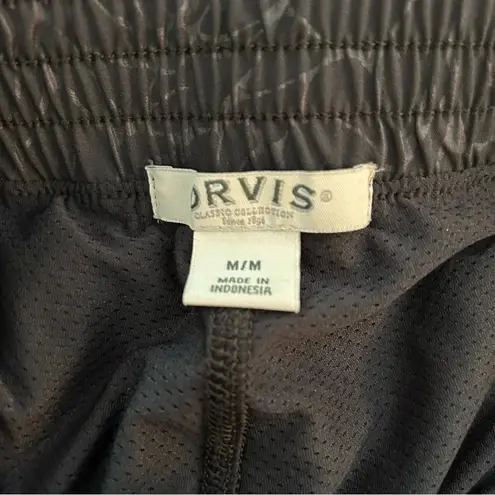 ORVIS®
CLASSIC COLLECTION
Since 1856
M/M
MADE IN
INDONESIA